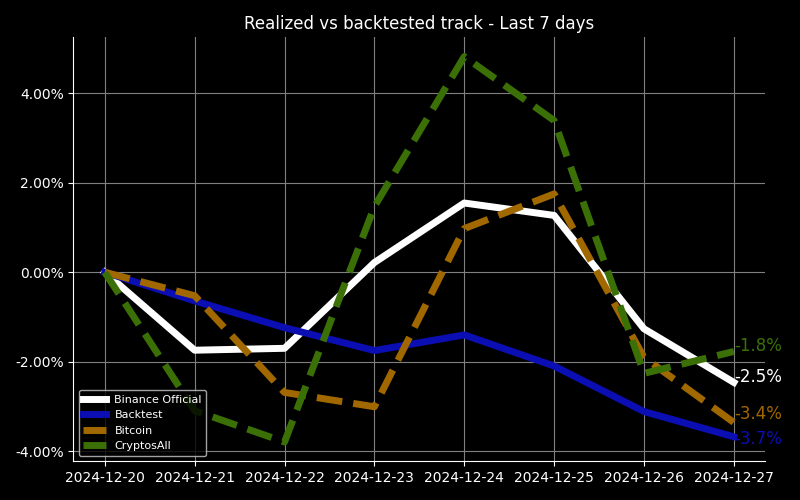 Realized vs backtested track - Last 7 days
4.00%
2.00%
0.00%
-2.00%
-4.00%
-1.8%
-2.5%
-3.4%
-3.7%
Binance Official
Backtest
Bitcoin
CryptosAll
2024-12-20 2024-12-21 2024-12-22 2024-12-23 2024-12-24 2024-12-25 2024-12-26 2024-12-27